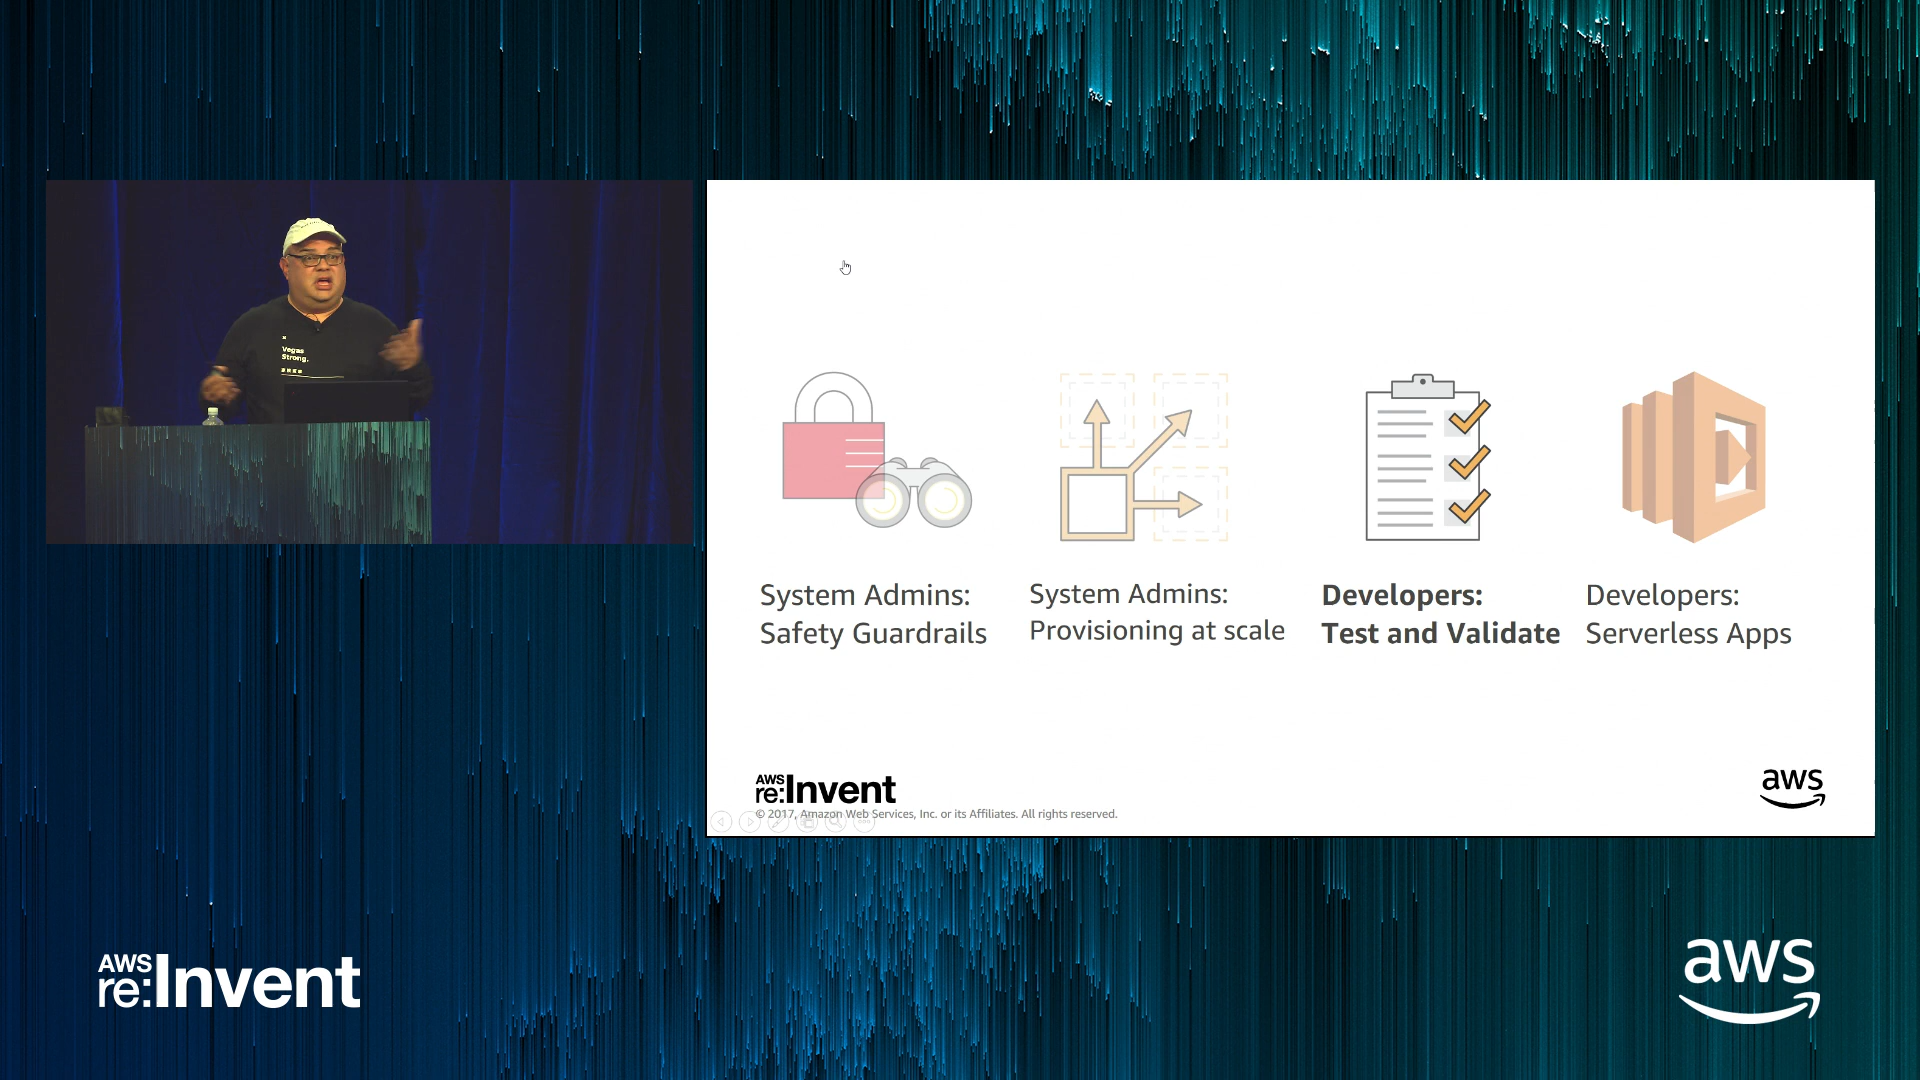 Vegas
Strong.
System Admins:
Safety Guardrails
System Admins:
Provisioning at scale
Developers:
Test and Validate
Developers:
Serverless Apps
AWS
re:Invent
© 2017, Amazon Web Services, Inc. or its Affiliates. All rights reserved.
aws
AWS
re:Invent
aws